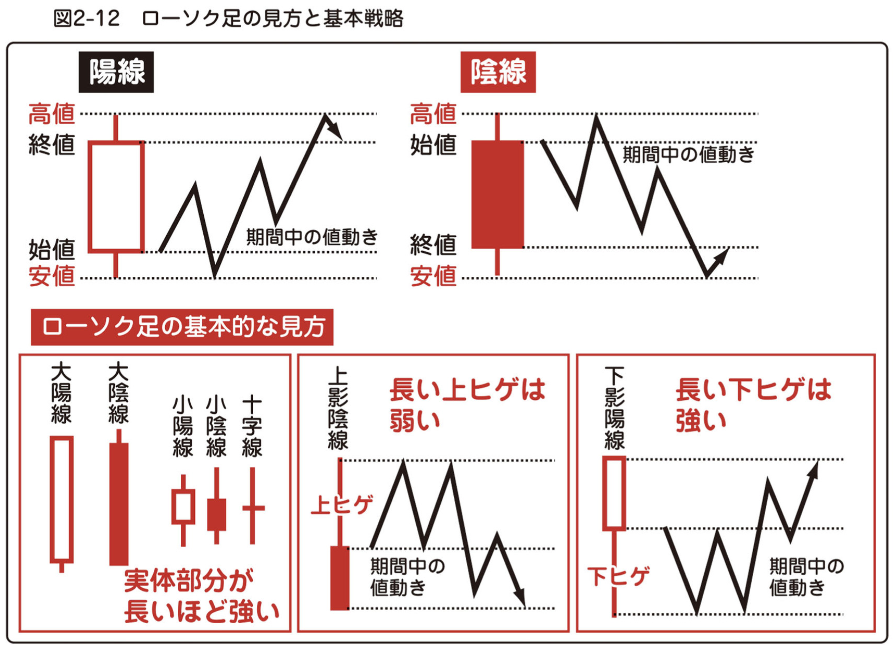 図2-12　ローソク足の見方と基本戦略
陽線
高値
終値
期間中の値動き
始値
安値
陰線
高値
始値
期間中の値動き
終値
安値
ローソク足の基本的な見方
大陽線
大陰線
小陽線
小陰線
十字線
実体部分が
長いほど強い
上影陰線
長い上ヒゲは
弱い
上ヒゲ
期間中の
値動き
下影陽線
長い下ヒゲは
強い
下ヒゲ
期間中の
値動き